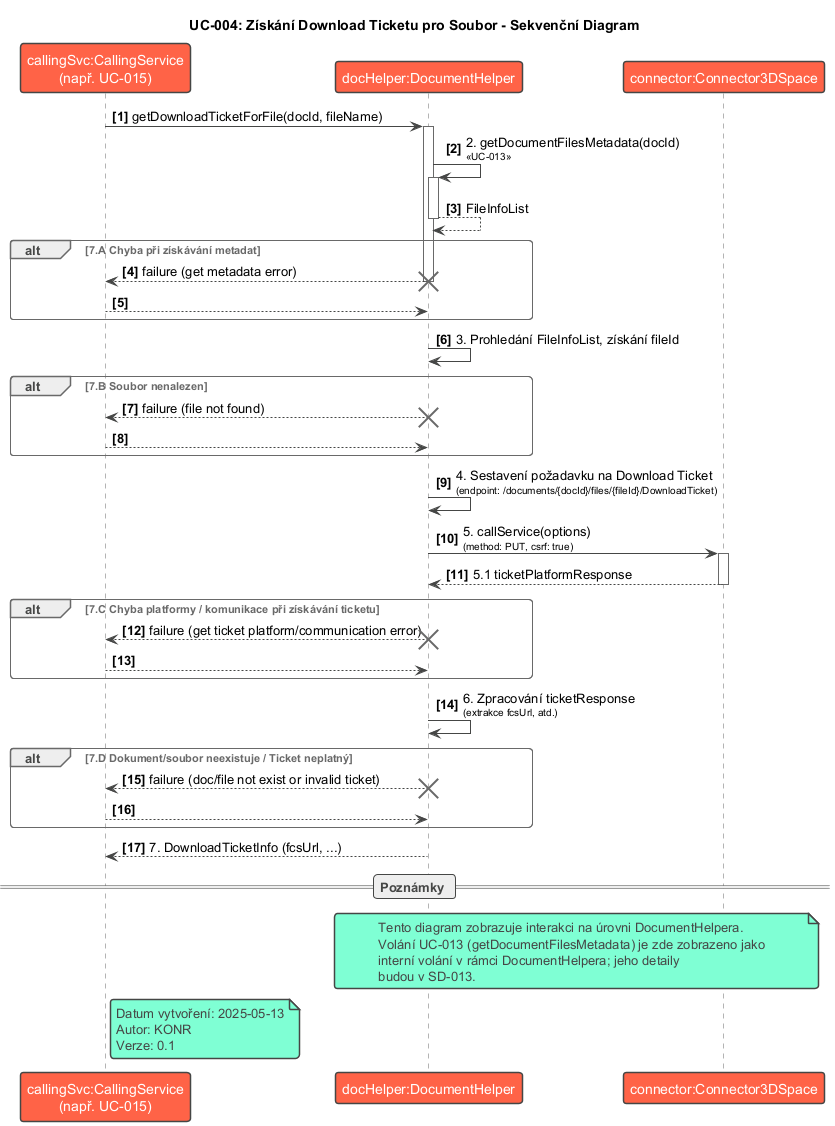 UC-004: Získání Download Ticketu pro Soubor - Sekvenční Diagram
callingSvc:CallingService
(např. UC-015)
docHelper:DocumentHelper
connector:Connector3DSpace
[1] getDownloadTicketForFile(docId, fileName)
[2] 2. getDocumentFilesMetadata(docId)
«UC-013»
[3] FileInfoList
alt [7.A Chyba při získávání metadat]
[4] failure (get metadata error)
[5]
[6] 3. Prohledání FileInfoList, získání fileId
alt [7.B Soubor nenalezen]
[7] failure (file not found)
[8]
[9] 4. Sestavení požadavku na Download Ticket
(endpoint: /documents/{docId}/files/{fileId}/DownloadTicket)
[10] 5. callService(options)
(method: PUT, csrf: true)
[11] 5.1 ticketPlatformResponse
alt [7.C Chyba platformy / komunikace při získávání ticketu]
[12] failure (get ticket platform/communication error)
[13]
[14] 6. Zpracování ticketResponse
(extrakce fcsUrl, atd.)
alt [7.D Dokument/soubor neexistuje / Ticket neplatný]
[15] failure (doc/file not exist or invalid ticket)
[16]
[17] 7. DownloadTicketInfo (fcsUrl, ...)
Poznámky
Tento diagram zobrazuje interakci na úrovni DocumentHelpera.
Volání UC-013 (getDocumentFilesMetadata) je zde zobrazeno jako
interní volání v rámci DocumentHelpera; jeho detaily
budou v SD-013.
Datum vytvoření: 2025-05-13
Autor: KONR
Verze: 0.1
callingSvc:CallingService
(např. UC-015)
docHelper:DocumentHelper
connector:Connector3DSpace